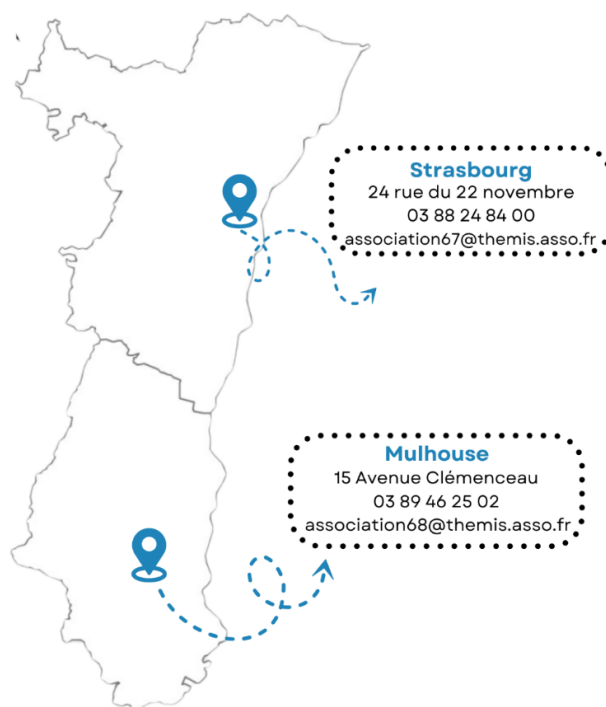 Strasbourg
24 rue du 22 novembre
03 88 24 84 00
association67@themis.asso.fr
Mulhouse
15 Avenue Clémenceau
03 89 46 25 02
association68@themis.asso.fr